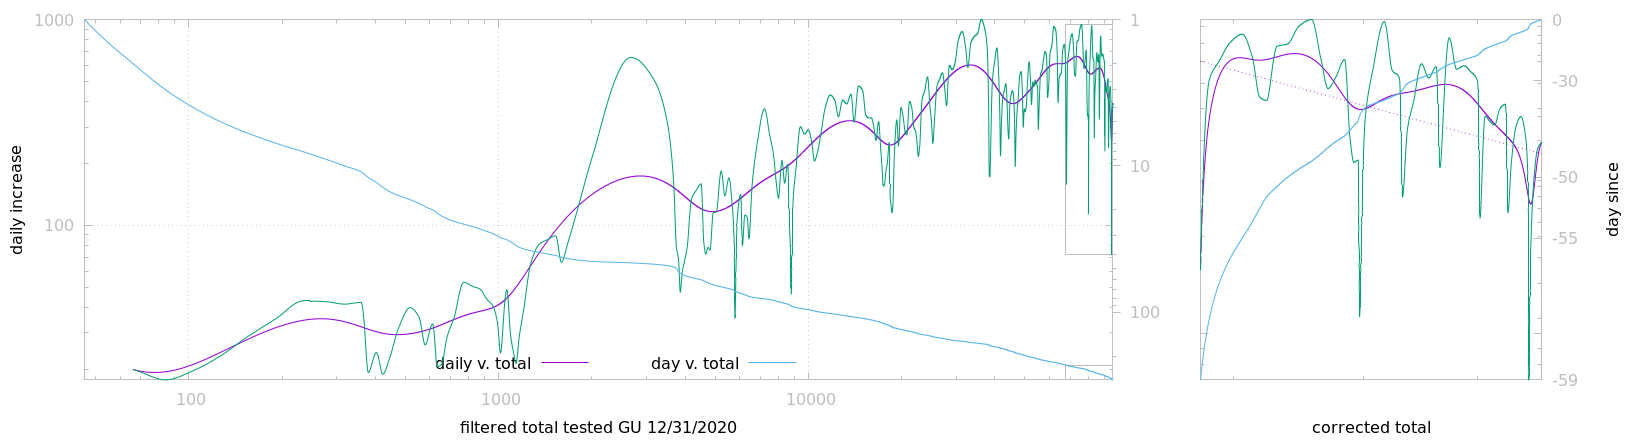 1000
100
daily increase
100
1000
10000
filtered total tested GU 12/31/2020
daily v. total
day v. total
1
10
100
0
-30
-50
-55
-59
day since
corrected total